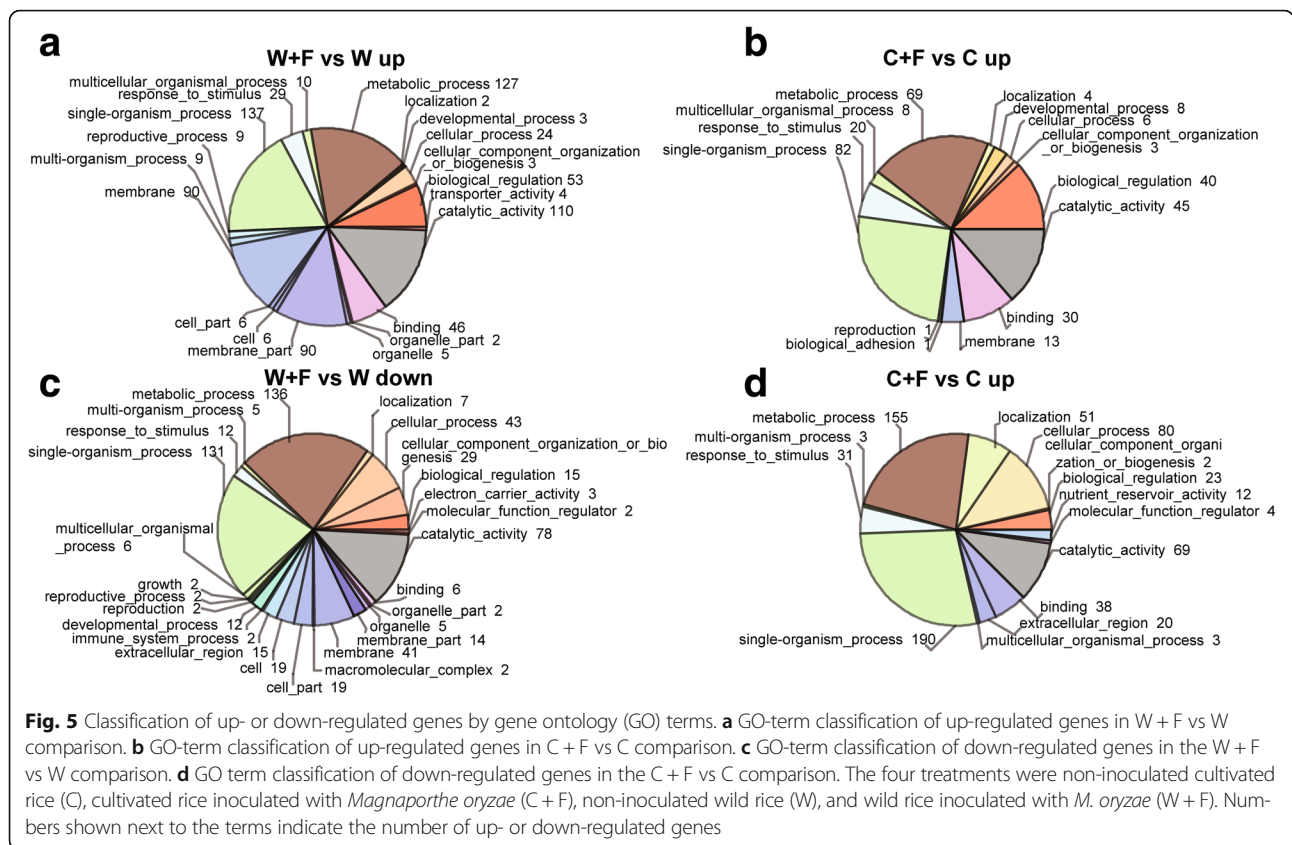 a
W+F vs W up
multicellular_organismal_process 10
response_to_stimulus 29
single-organism_process 137
reproductive_process 9
multi-organism_process 9
membrane 90
cell_part 6
cell 6
membrane_part 90
metabolic_process 127
localization 2
developmental_process 3
cellular_process 24
cellular_component_organization
_or_biogenesis 3
biological_regulation 53
transporter_activity 4
catalytic_activity 110
binding 46
organelle_part 2
organelle 5
b
C+F vs C up
metabolic_process 69
multicellular_organismal_process 8
response_to_stimulus 20
single-organism_process 82
reproduction 1
biological_adhesion 1
localization 4
developmental_process 8
cellular_process 6
cellular_component_organization
_or_biogenesis 3
biological_regulation 40
catalytic_activity 45
binding 30
membrane 13
c
W+F vs W down
metabolic_process 136
multi-organism_process 5
response_to_stimulus 12
single-organism_process 131
multicellular_organismal
_process 6
growth 2
reproductive_process 2
reproduction 2
developmental_process 12
immune_system_process 2
extracellular_region 15
cell 19
cell_part 19
localization 7
cellular_process 43
cellular_component_organization_or_bio
genesis 29
biological_regulation 15
electron_carrier_activity 3
molecular_function_regulator 2
catalytic_activity 78
binding 6
organelle_part 2
organelle 5
membrane_part 14
membrane 41
macromolecular_complex 2
d
C+F vs C up
metabolic_process 155
multi-organism_process 3
response_to_stimulus 31
single-organism_process 190
localization 51
cellular_process 80
cellular_component_organi
zation_or_biogenesis 2
biological_regulation 23
nutrient_reservoir_activity 12
molecular_function_regulator 4
catalytic_activity 69
binding 38
extracellular_region 20
multicellular_organismal_process 3
Fig. 5 Classification of up- or down-regulated genes by gene ontology (GO) terms. a GO-term classification of up-regulated genes in W + F vs W
comparison. b GO-term classification of up-regulated genes in C + F vs C comparison. c GO-term classification of down-regulated genes in the W + F
vs W comparison. d GO term classification of down-regulated genes in the C + F vs C comparison. The four treatments were non-inoculated cultivated
rice (C), cultivated rice inoculated with Magnaporthe oryzae (C + F), non-inoculated wild rice (W), and wild rice inoculated with M. oryzae (W + F). Num-
bers shown next to the terms indicate the number of up- or down-regulated genes